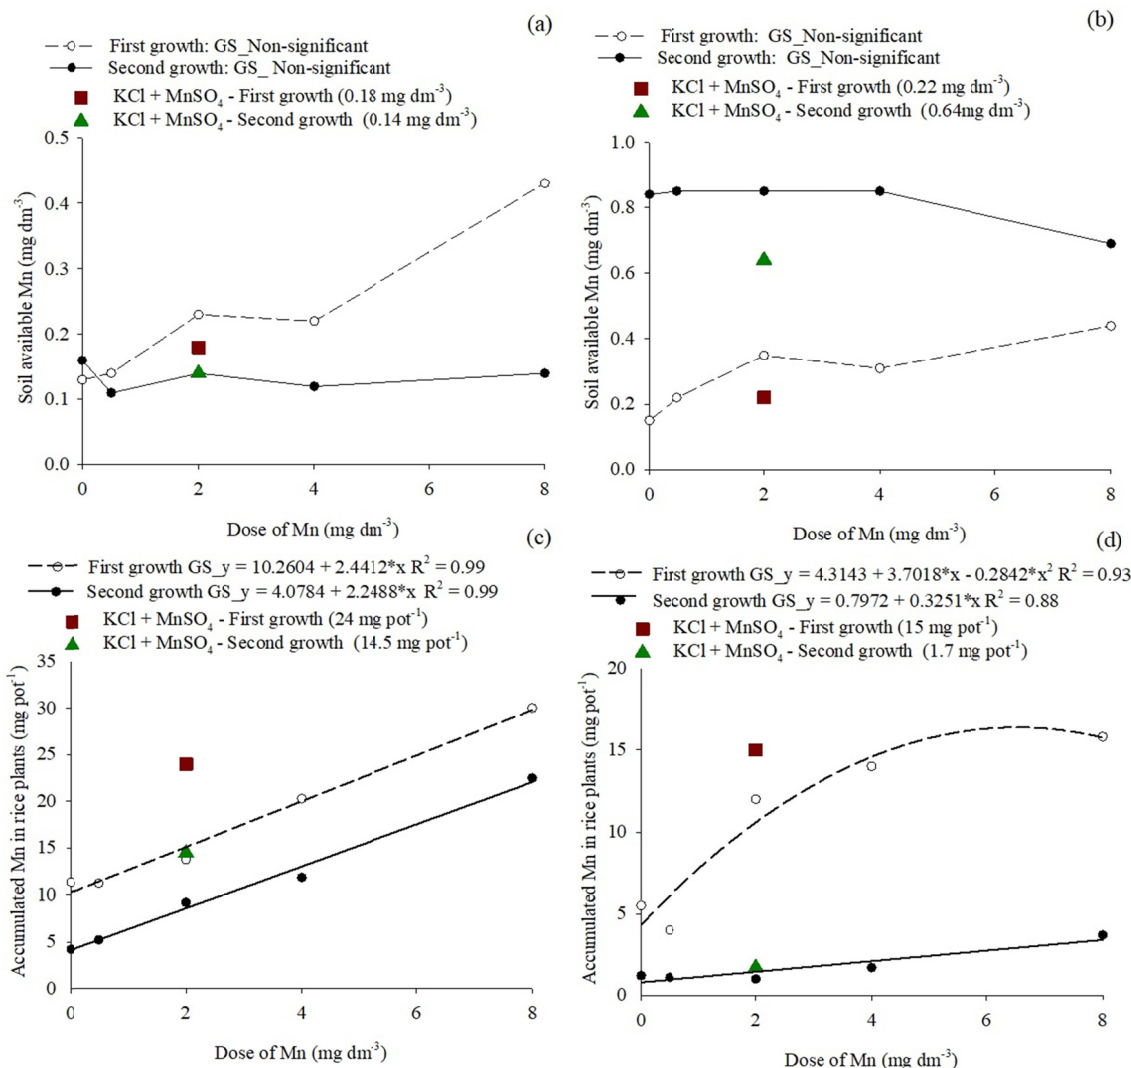 (a)
First growth: GS_Non-significant
Second growth: GS_ Non-significant
KCl + MnSO4 - First growth (0.18 mg dm-3)
KCl + MnSO4 - Second growth (0.14 mg dm-3)
0.5
0.4
0.3
0.2
0.1
0.0
Soil available Mn (mg dm-3)
0 2 4 6 8
Dose of Mn (mg dm-3)
(b)
First growth: GS_Non-significant
Second growth: GS_Non-significant
KCl + MnSO4 - First growth (0.22 mg dm-3)
KCl + MnSO4 - Second growth (0.64mg dm-3)
1.0
0.8
0.6
0.4
0.2
0.0
Soil available Mn (mg dm-3)
0 2 4 6 8
Dose of Mn (mg dm-3)
(c)
First growth GS_y = 10.2604 + 2.4412*x R2 = 0.99
Second growth GS_y = 4.0784 + 2.2488*x R2 = 0.99
KCl + MnSO4 - First growth (24 mg pot-1)
KCl + MnSO4 - Second growth (14.5 mg pot-1)
35
30
25
20
15
10
5
0
Accumulated Mn in rice plants (mg pot-1)
0 2 4 6 8
Dose of Mn (mg dm-3)
(d)
First growth GS_y = 4.3143 + 3.7018*x - 0.2842*x2 R2 = 0.93
Second growth GS_y = 0.7972 + 0.3251*x R2 = 0.88
KCl + MnSO4 - First growth (15 mg pot-1)
KCl + MnSO4 - Second growth (1.7 mg pot-1)
20
15
10
5
0
Accumulated Mn in rice plants (mg pot-1)
0 2 4 6 8
Dose of Mn (mg dm-3)